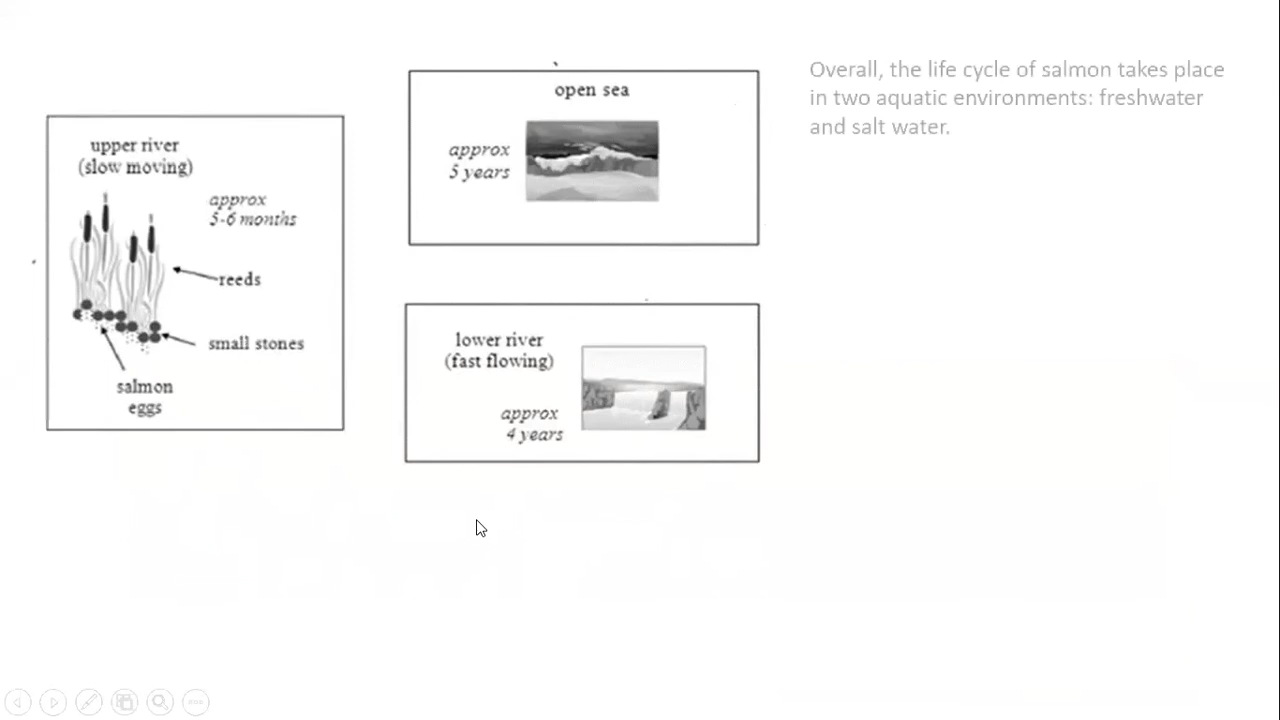 upper river
(slow moving)
approx
5-6 months
reeds
small stones
salmon
eggs
open sea
approx
5 years
lower river
(fast flowing)
approx
4 years
Overall, the life cycle of salmon takes place
in two aquatic environments: freshwater
and salt water.